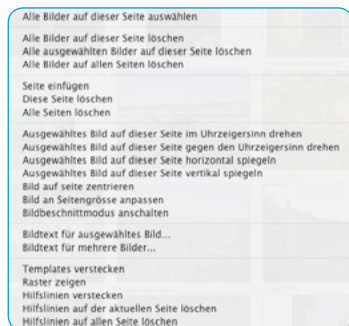 Alle Bilder auf dieser Seite auswählen
Alle Bilder auf dieser Seite löschen
Alle ausgewählten Bilder auf dieser Seite löschen
Alle Bilder auf allen Seiten löschen
Seite einfügen
Diese Seite löschen
Alle Seiten löschen
Ausgewähltes Bild auf dieser Seite im Uhrzeigersinn drehen
Ausgewähltes Bild auf dieser Seite gegen den Uhrzeigersinn drehen
Ausgewähltes Bild auf dieser Seite horizontal spiegeln
Ausgewähltes Bild auf dieser Seite vertikal spiegeln
Bild auf seite zentrieren
Bild an Seitengrösse anpassen
Bildbeschnittmodus anschalten
Bildtext für ausgewähltes Bild...
Bildtext für mehrere Bilder...
Templates verstecken
Raster zeigen
Hilfslinien verstecken
Hilfslinien auf der aktuellen Seite löschen
Hilfslinien auf allen Seite löschen